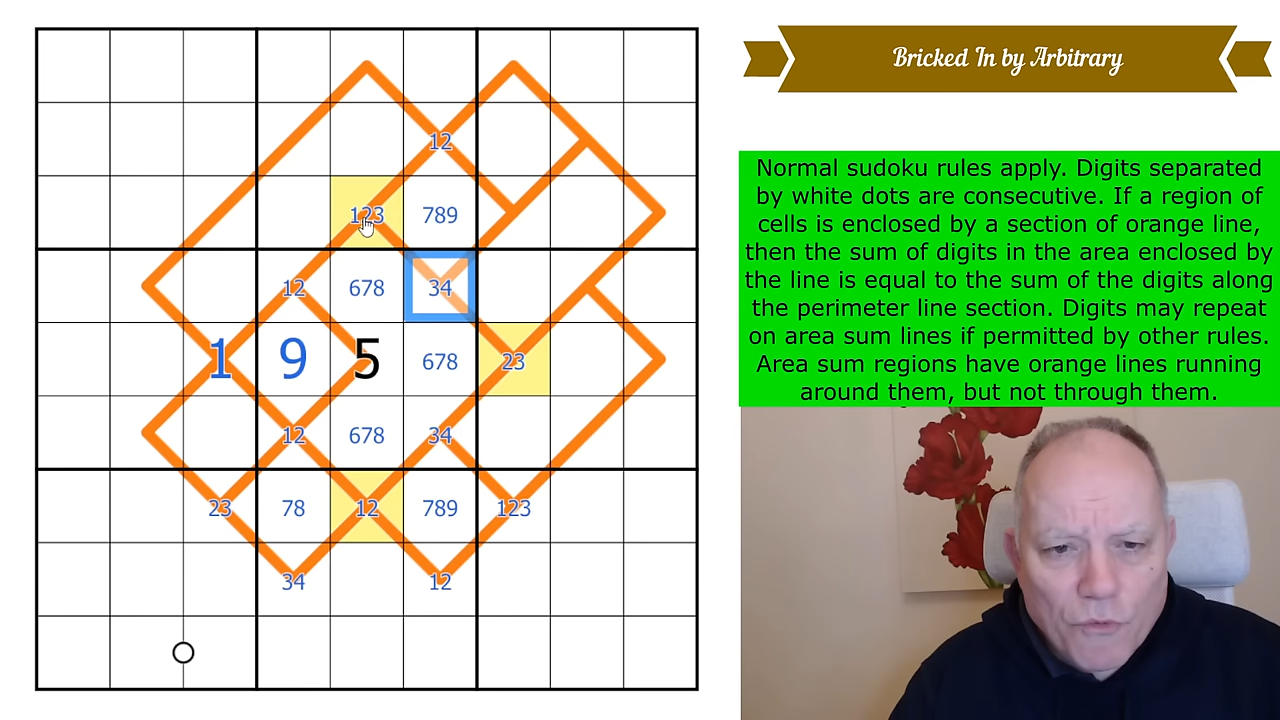 Bricked In by Arbitrary
Normal sudoku rules apply. Digits separated
by white dots are consecutive. If a region of
cells is enclosed by a section of orange line,
then the sum of digits in the area enclosed by
the line is equal to the sum of the digits along
the perimeter line section. Digits may repeat
on area sum lines if permitted by other rules.
Area sum regions have orange lines running
around them, but not through them.
12
123 789
12 678 34
1 9 5 678 23
12 678 34
23 78 12 789 123
34 12